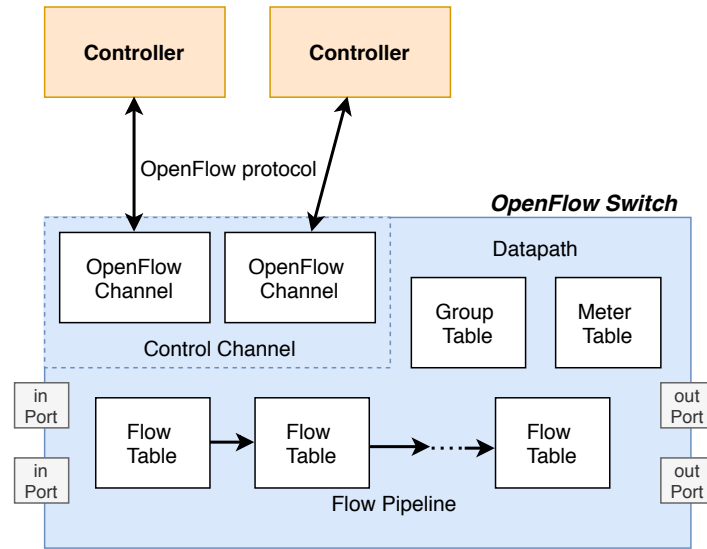 Controller
Controller
OpenFlow protocol
OpenFlow Switch
Datapath
OpenFlow
Channel
OpenFlow
Channel
Control Channel
Group
Table
Meter
Table
in
Port
out
Port
Flow
Table
Flow
Table
Flow
Table
in
Port
out
Port
Flow Pipeline